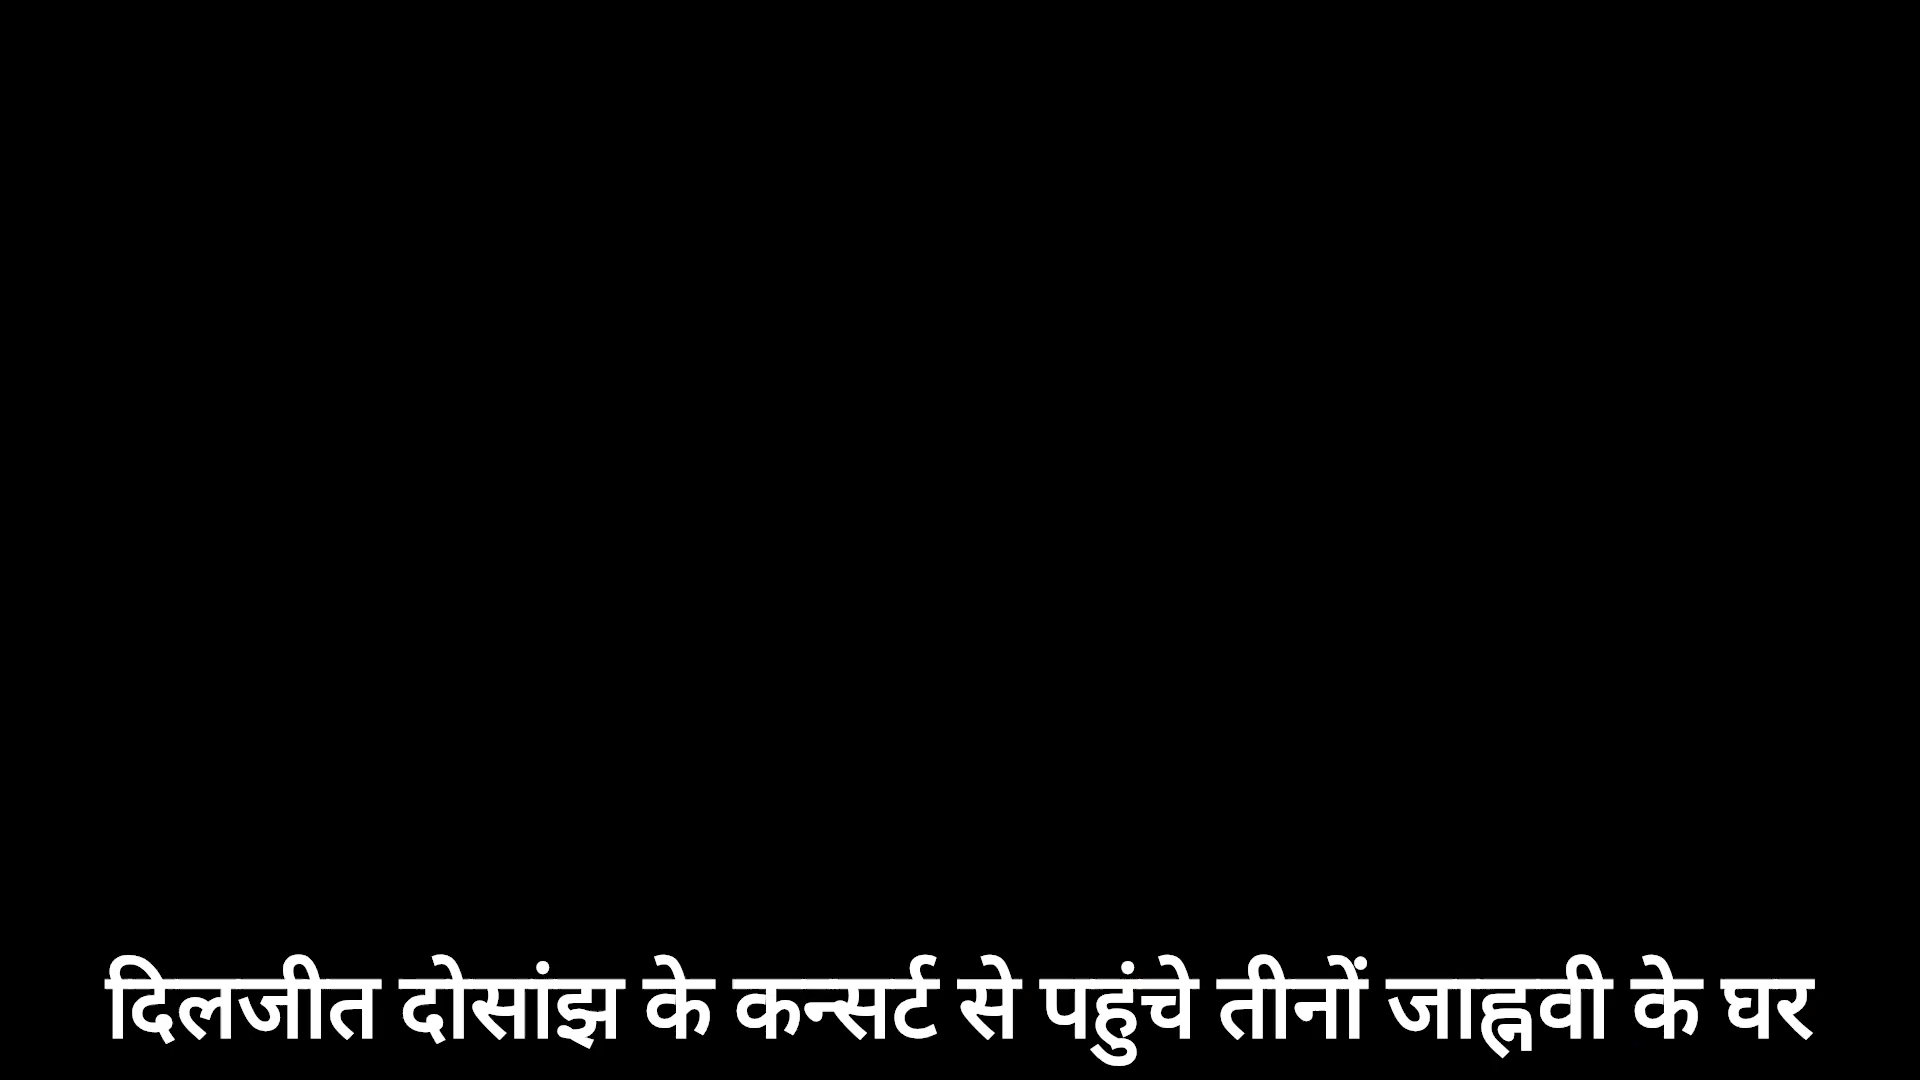 दिलजीत दोसांझ के कन्सर्ट से पहुंचे तीनों जाह्नवी के घर